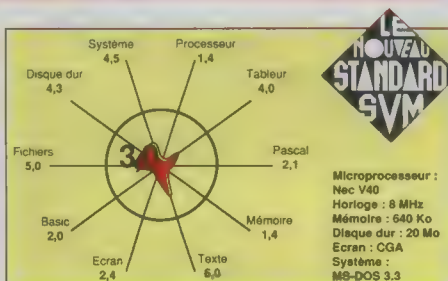 LE
NOUVEAU
STANDARD
SVM
Système
4,5
Processeur
1,4
Disque dur
4,3
Tableur
4,0
Fichiers
5,0
3
Pascal
2,1
Basic
2,0
Mémoire
1,4
Ecran
2,4
Texte
6,0
Microprocesseur :
Nec V40
Horloge : 8 MHz
Mémoire : 640 Ko
Disque dur : 20 Mo
Ecran : CGA
Système :
MS-DOS 3.3